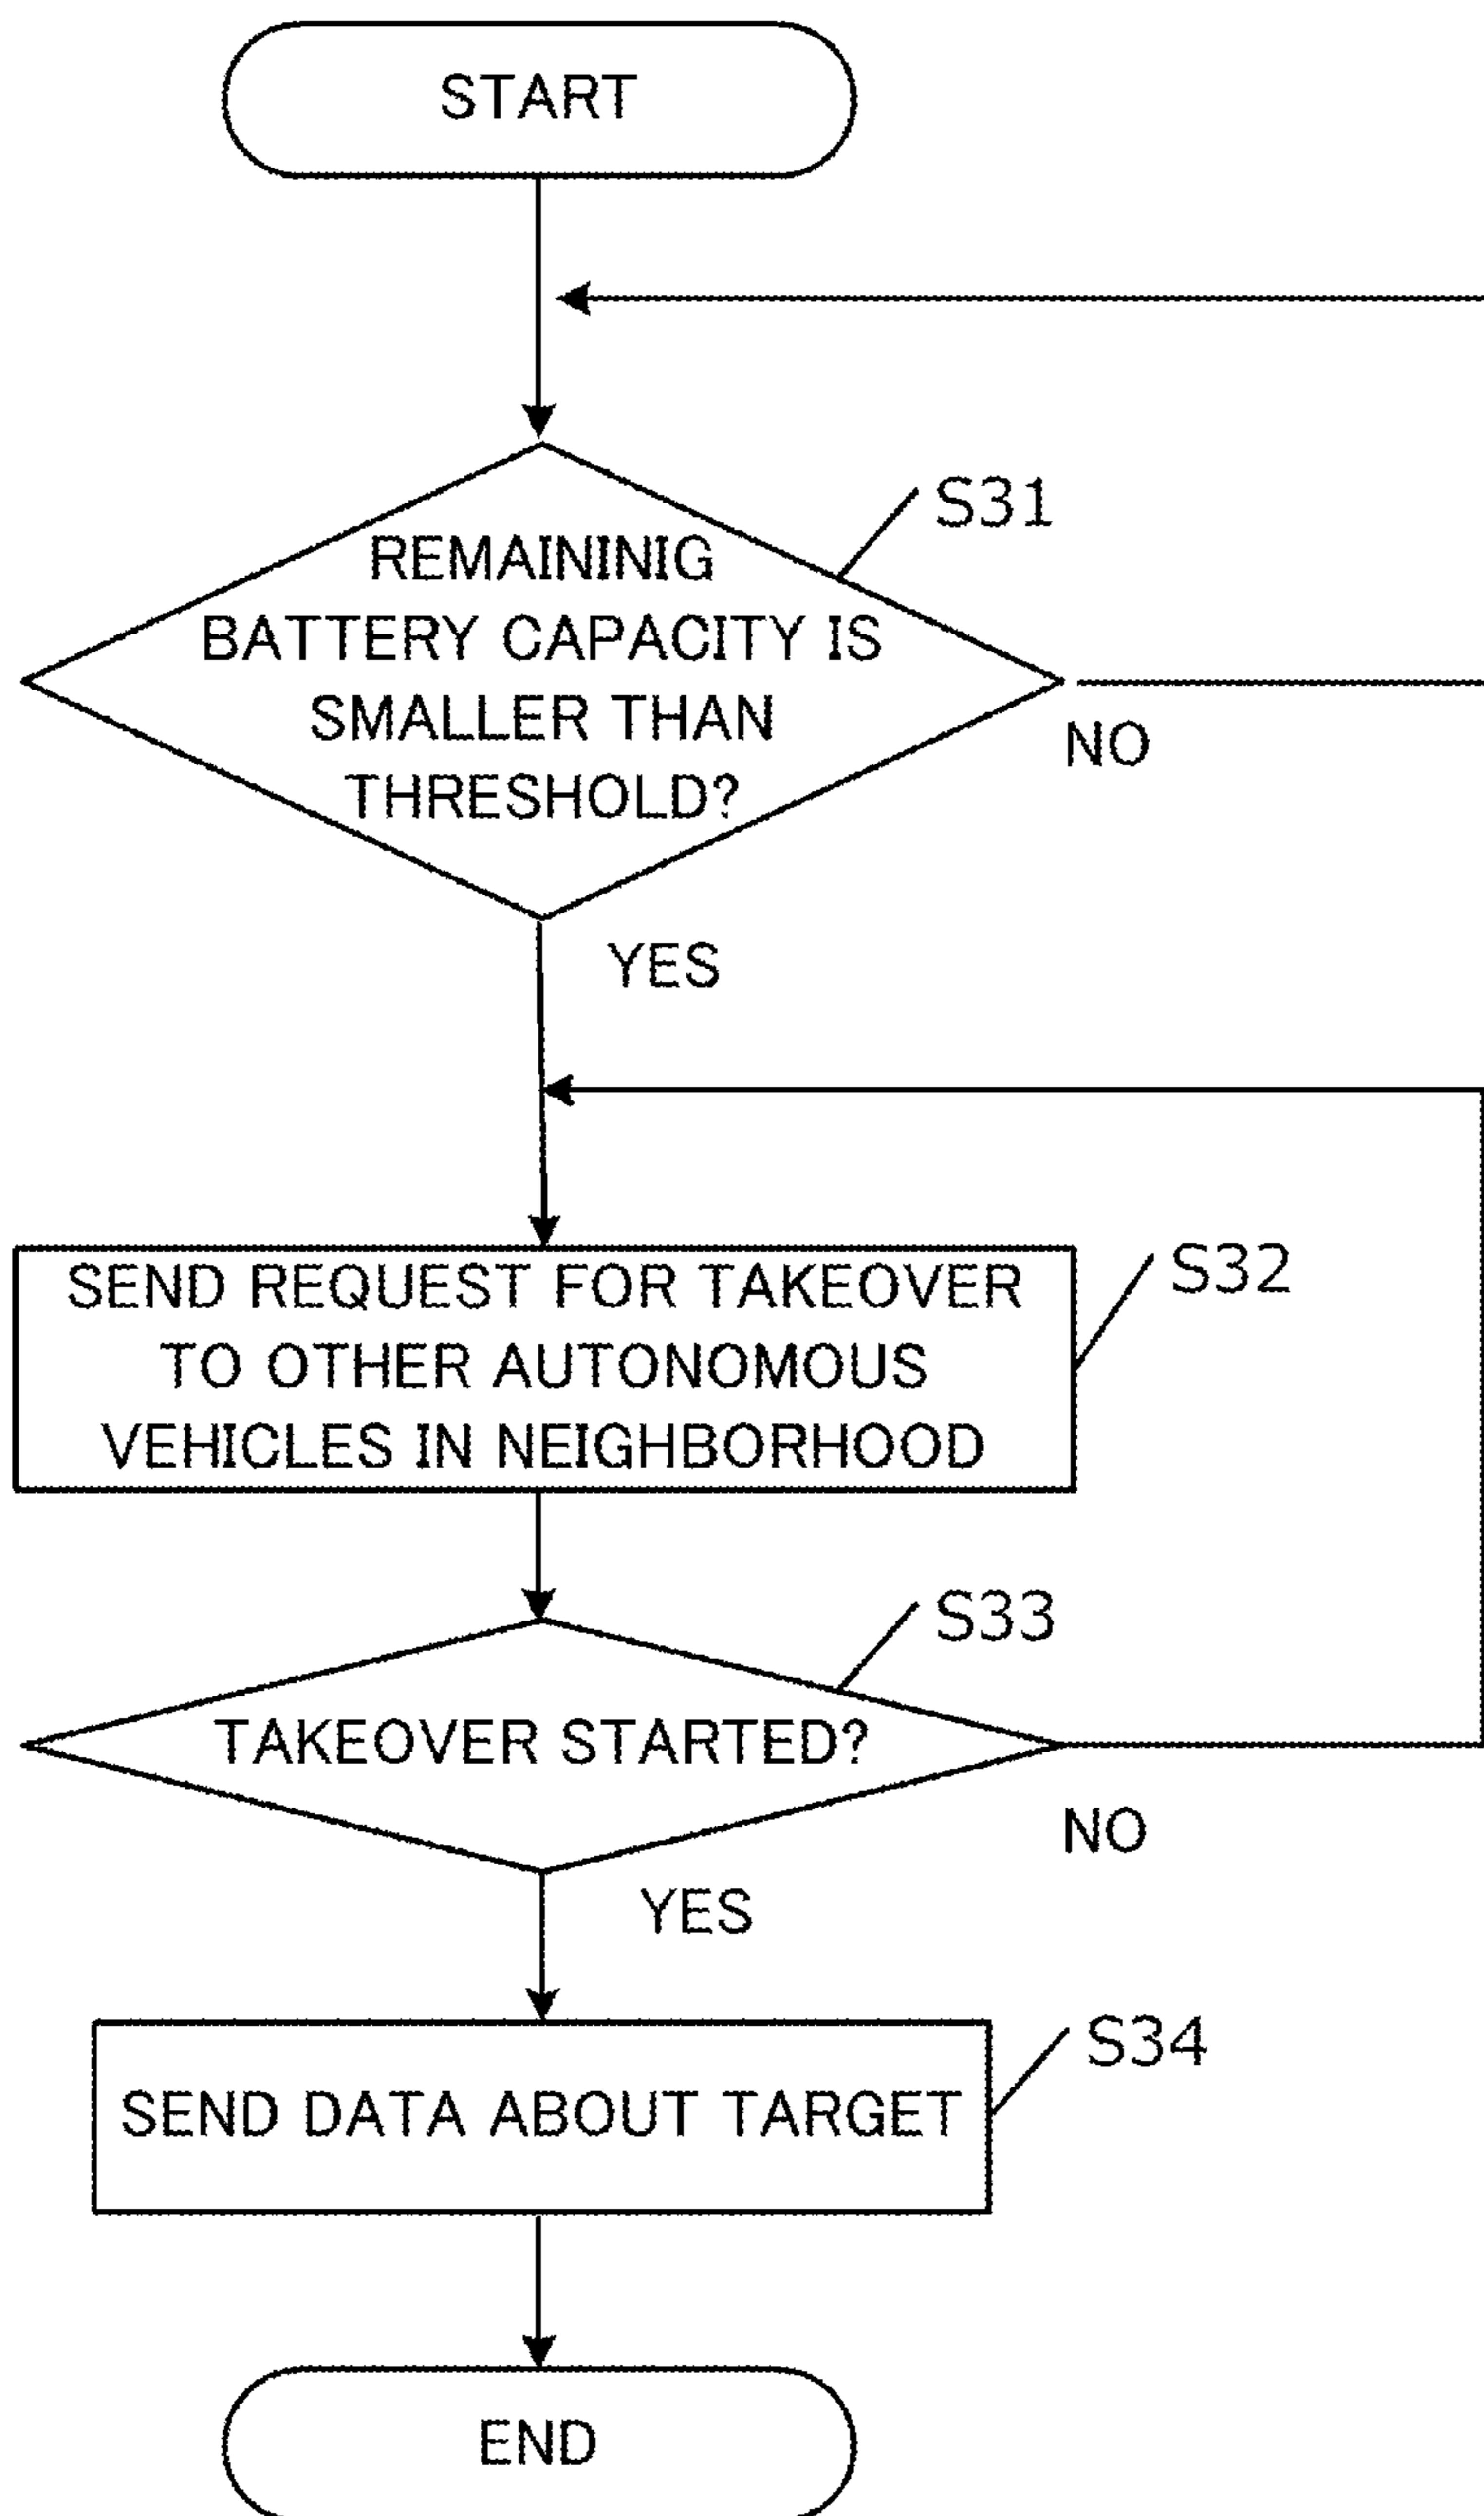 START
S31
REMAININIG
BATTERY CAPACITY IS
SMALLER THAN
THRESHOLD?
NO
YES
SEND REQUEST FOR TAKEOVER
TO OTHER AUTONOMOUS
VEHICLES IN NEIGHBORHOOD
S32
S33
TAKEOVER STARTED?
NO
YES
S34
SEND DATA ABOUT TARGET
END